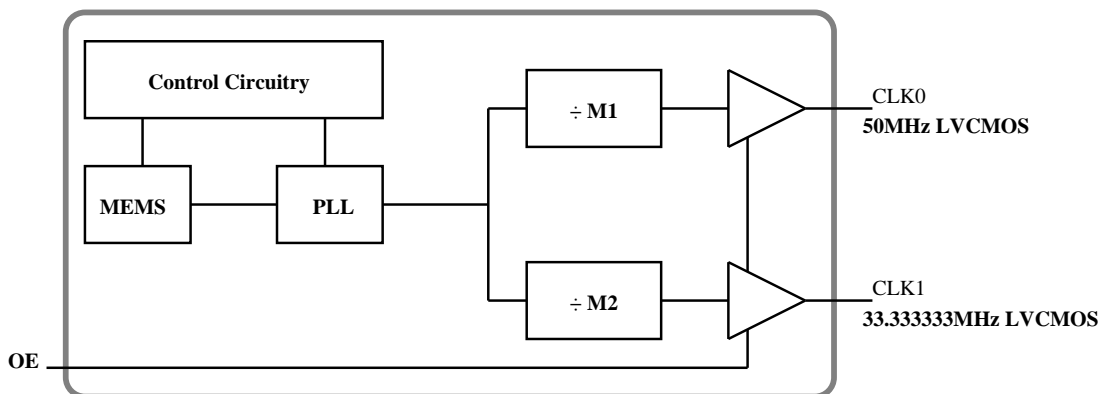 Control Circuitry
÷ M1
CLK0
50MHz LVCMOS
MEMS
PLL
÷ M2
CLK1
33.333333MHz LVCMOS
OE